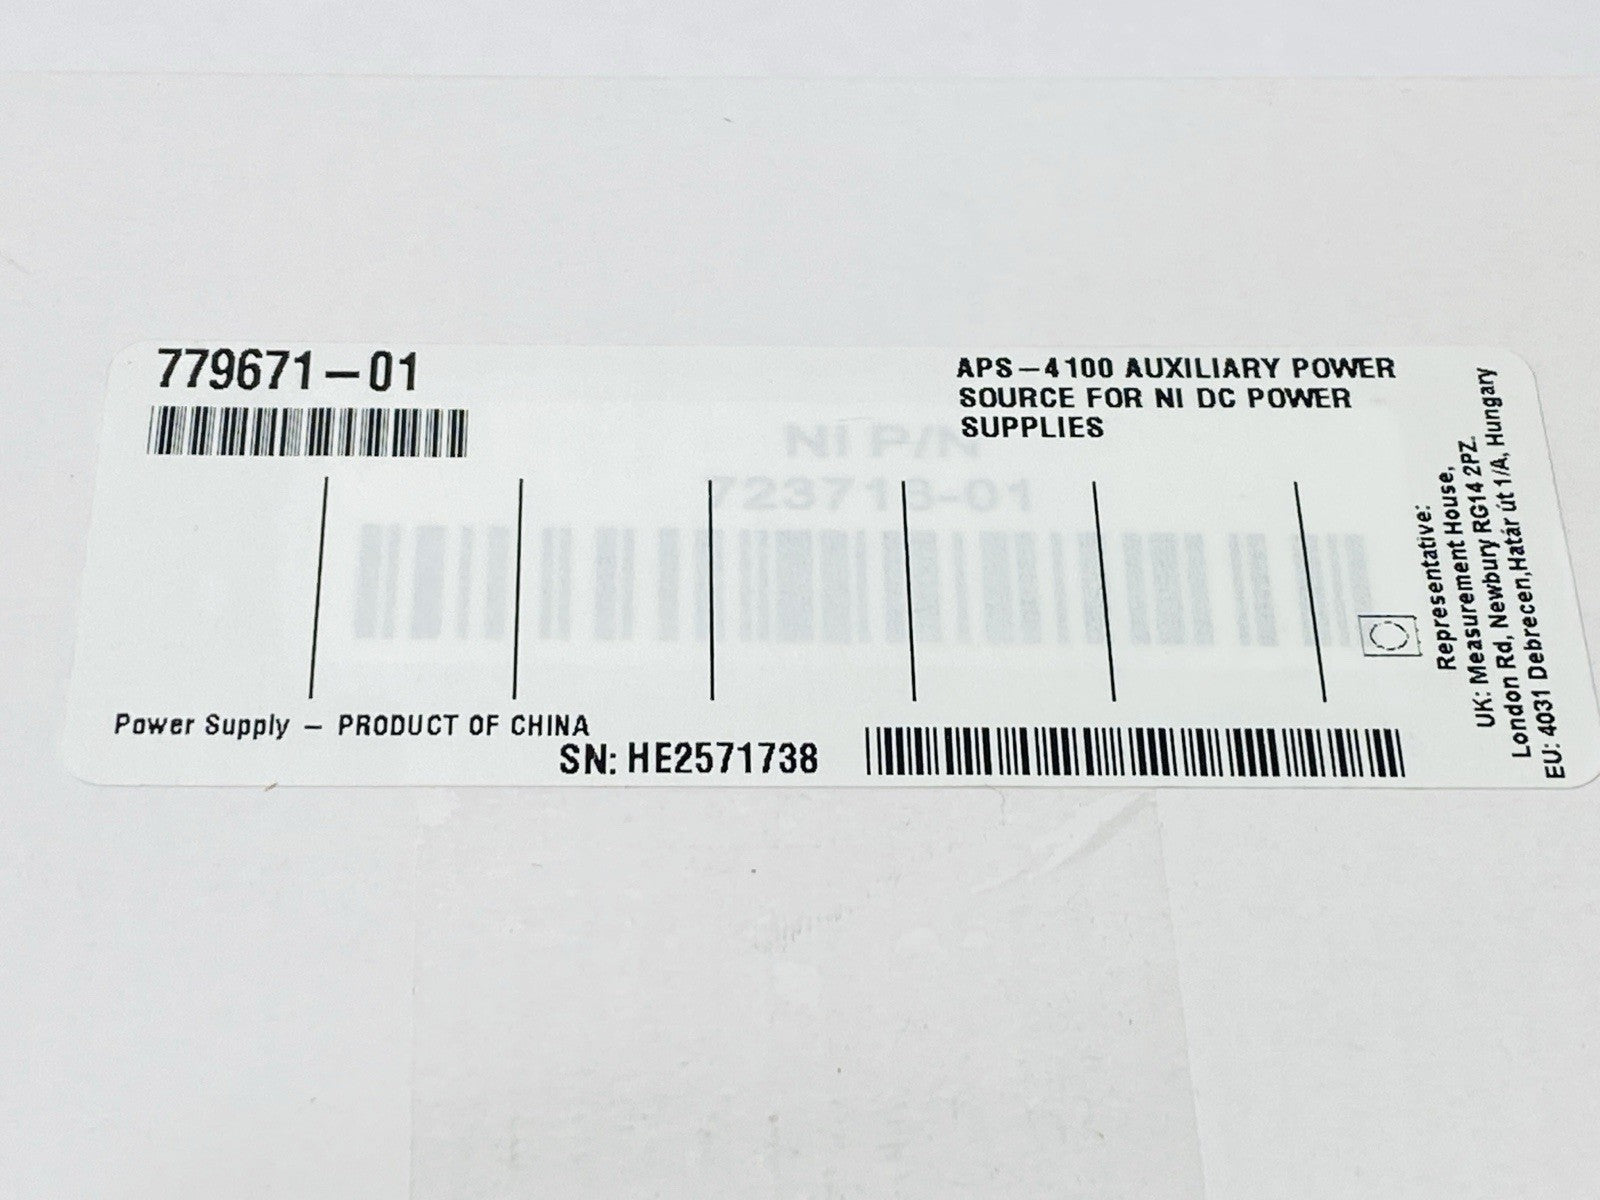 779671-01
APS-4100 AUXILIARY POWER
SOURCE FOR NI DC POWER
SUPPLIES
NI P/N
723718-01
Power Supply - PRODUCT OF CHINA
SN: HE2571738
Representative:
UK: Measurement House,
London Rd, Newbury RG14 2PZ.
EU: 4031 Debrecen,Határ út 1/A, Hungary